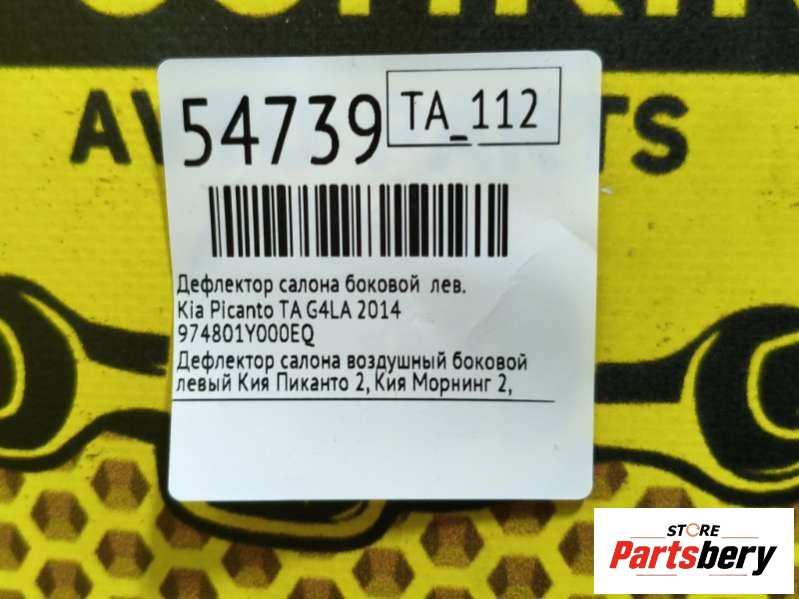 54739
TA_112
Дефлектор салона боковой лев.
Kia Picanto TA G4LA 2014
974801Y000EQ
Дефлектор салона воздушный боковой
левый Кия Пиканто 2, Кия Морнинг 2,
STORE
Partsbery